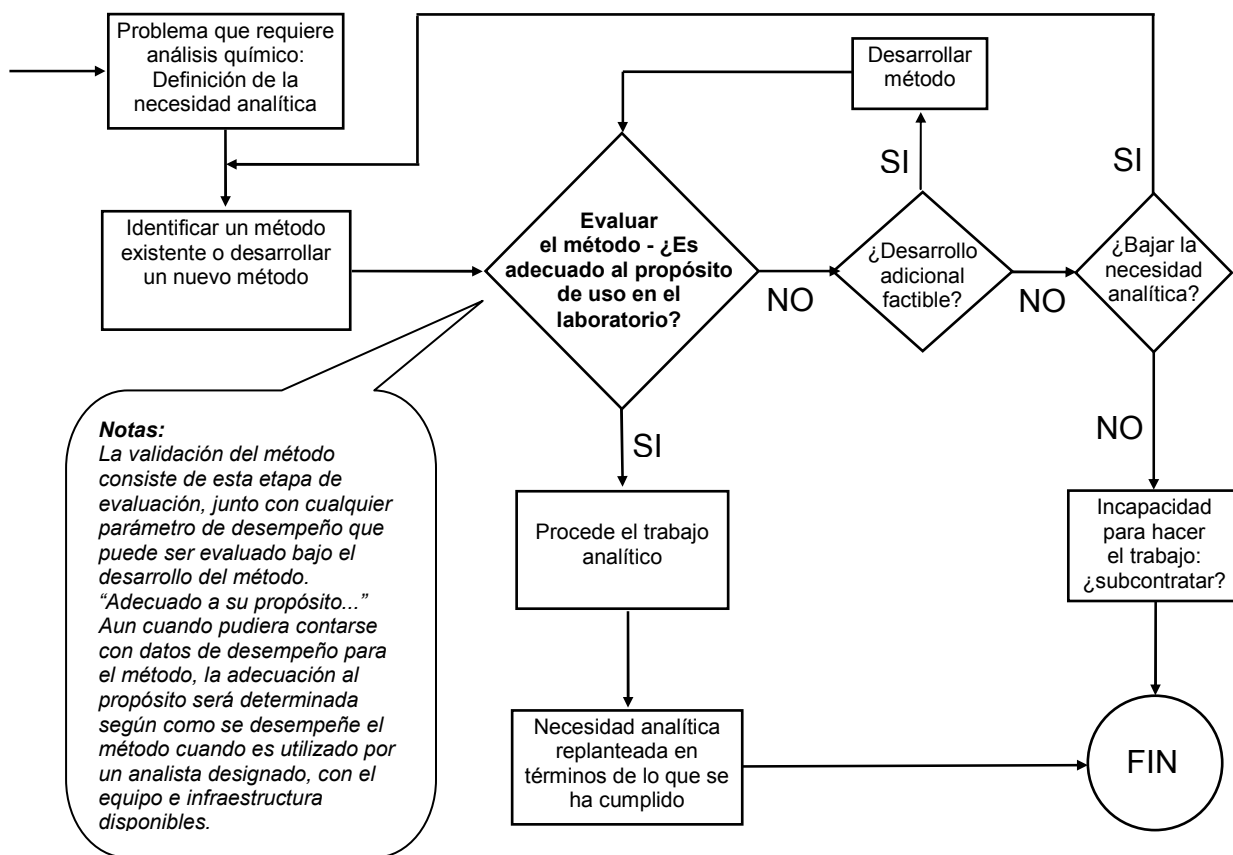 Problema que requiere
análisis químico:
Definición de la
necesidad analítica
Desarrollar
método
SI
SI
Identificar un método
existente o desarrollar
un nuevo método
Evaluar
el método - ¿Es
adecuado al propósito
de uso en el
laboratorio?
NO
¿Desarrollo
adicional
factible?
NO
¿Bajar la
necesidad
analítica?
NO
SI
Notas:
La validación del método
consiste de esta etapa de
evaluación, junto con cualquier
parámetro de desempeño que
puede ser evaluado bajo el
desarrollo del método.
“Adecuado a su propósito...”
Aun cuando pudiera contarse
con datos de desempeño para
el método, la adecuación al
propósito será determinada
según como se desempeñe el
método cuando es utilizado por
un analista designado, con el
equipo e infraestructura
disponibles.
Procede el trabajo
analítico
Incapacidad
para hacer
el trabajo:
¿subcontratar?
Necesidad analítica
replanteada en
términos de lo que se
ha cumplido
FIN